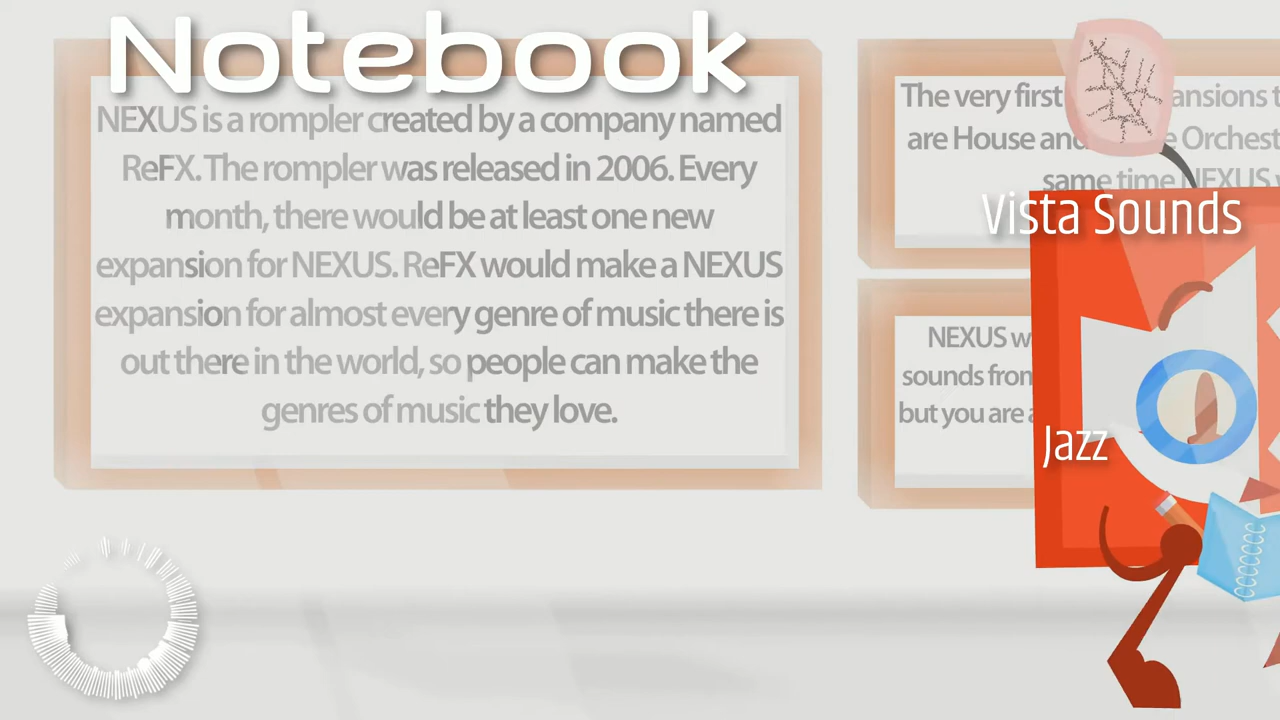 Notebook
NEXUS is a rompler created by a company named
ReFX. The rompler was released in 2006. Every
month, there would be at least one new
expansion for NEXUS. ReFX would make a NEXUS
expansion for almost every genre of music there is
out there in the world, so people can make the
genres of music they love.
The very first
are House and Orchest
same time NEXUS
Vista Sounds
NEXUS
sounds from
but you are
Jazz